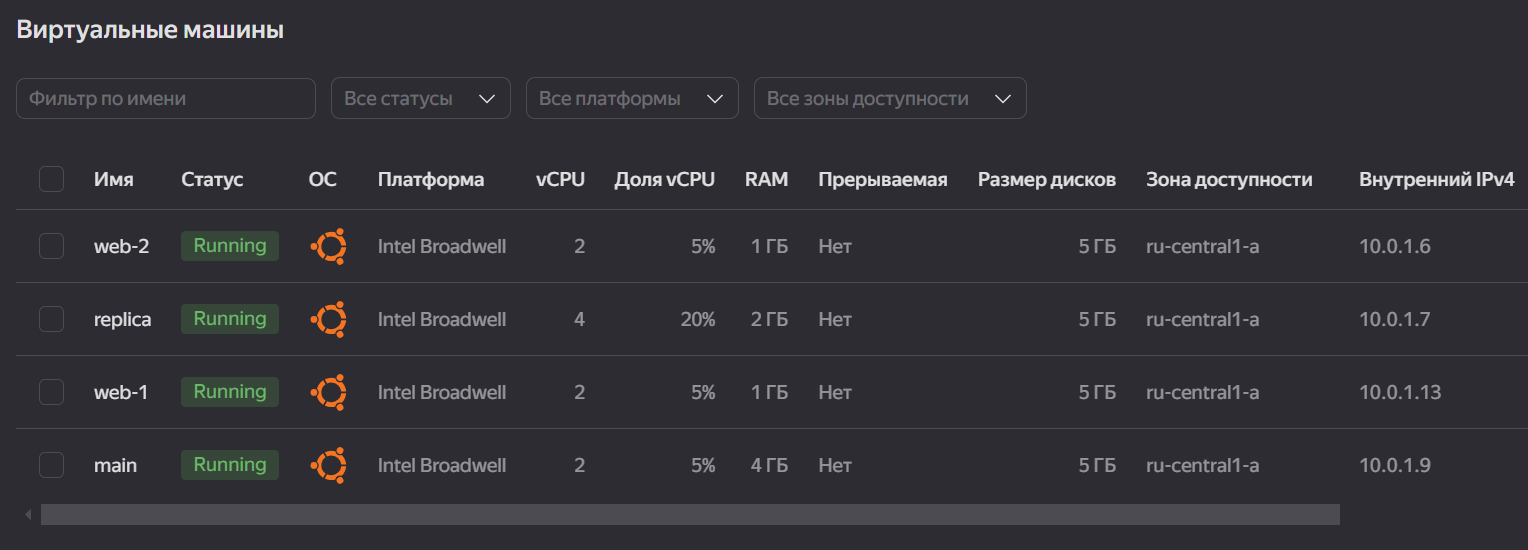 Виртуальные машины
Фильтр по имени Все статусы Все платформы Все зоны доступности
Имя Статус ОС Платформа vCPU Доля vCPU RAM Прерываемая Размер дисков Зона доступности Внутренний IPv4
web-2 Running Intel Broadwell 2 5% 1 ГБ Нет 5 ГБ ru-central1-a 10.0.1.6
replica Running Intel Broadwell 4 20% 2 ГБ Нет 5 ГБ ru-central1-a 10.0.1.7
web-1 Running Intel Broadwell 2 5% 1 ГБ Нет 5 ГБ ru-central1-a 10.0.1.13
main Running Intel Broadwell 2 5% 4 ГБ Нет 5 ГБ ru-central1-a 10.0.1.9